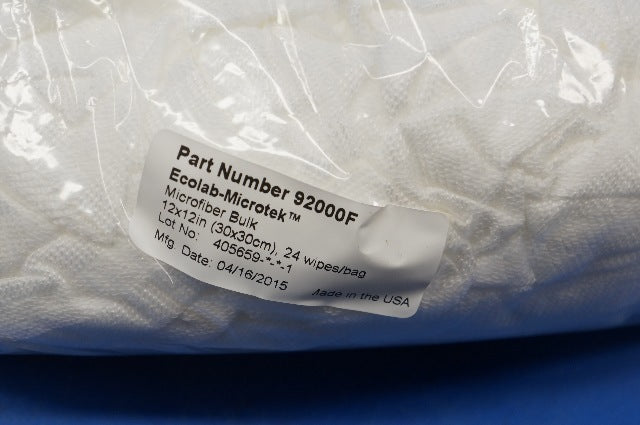 Part Number 92000F
Ecolab-Microtek™
Microfiber Bulk
12x12in (30x30cm), 24 wipes/bag
Lot No: 405659-*-*-1
Mfg. Date: 04/16/2015
Made in the USA